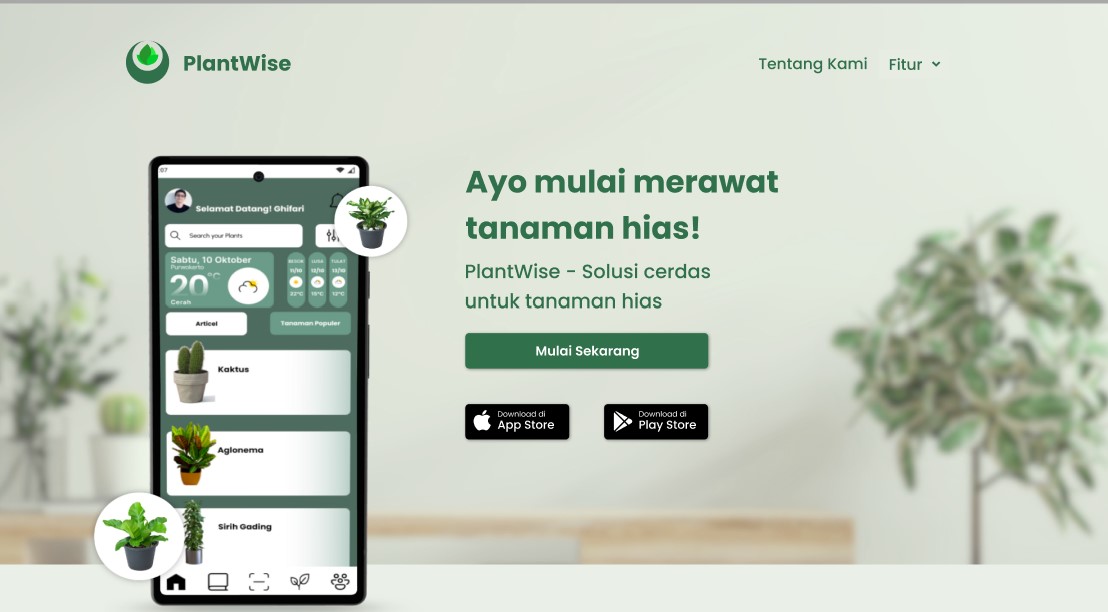 PlantWise
Tentang Kami
Fitur
Ayo mulai merawat
tanaman hias!
PlantWise - Solusi cerdas
untuk tanaman hias
Mulai Sekarang
Download di
App Store
Download di
Play Store
Selamat Datang! Ghifari
Search your Plants
Sabtu, 10 Oktober
Purwokerto
20°C
Cerah
BESOK
11/10
23°C
LUSA
12/10
15°C
TULAT
13/10
12°C
Articel
Tanaman Populer
Kaktus
Aglonema
Sirih Gading